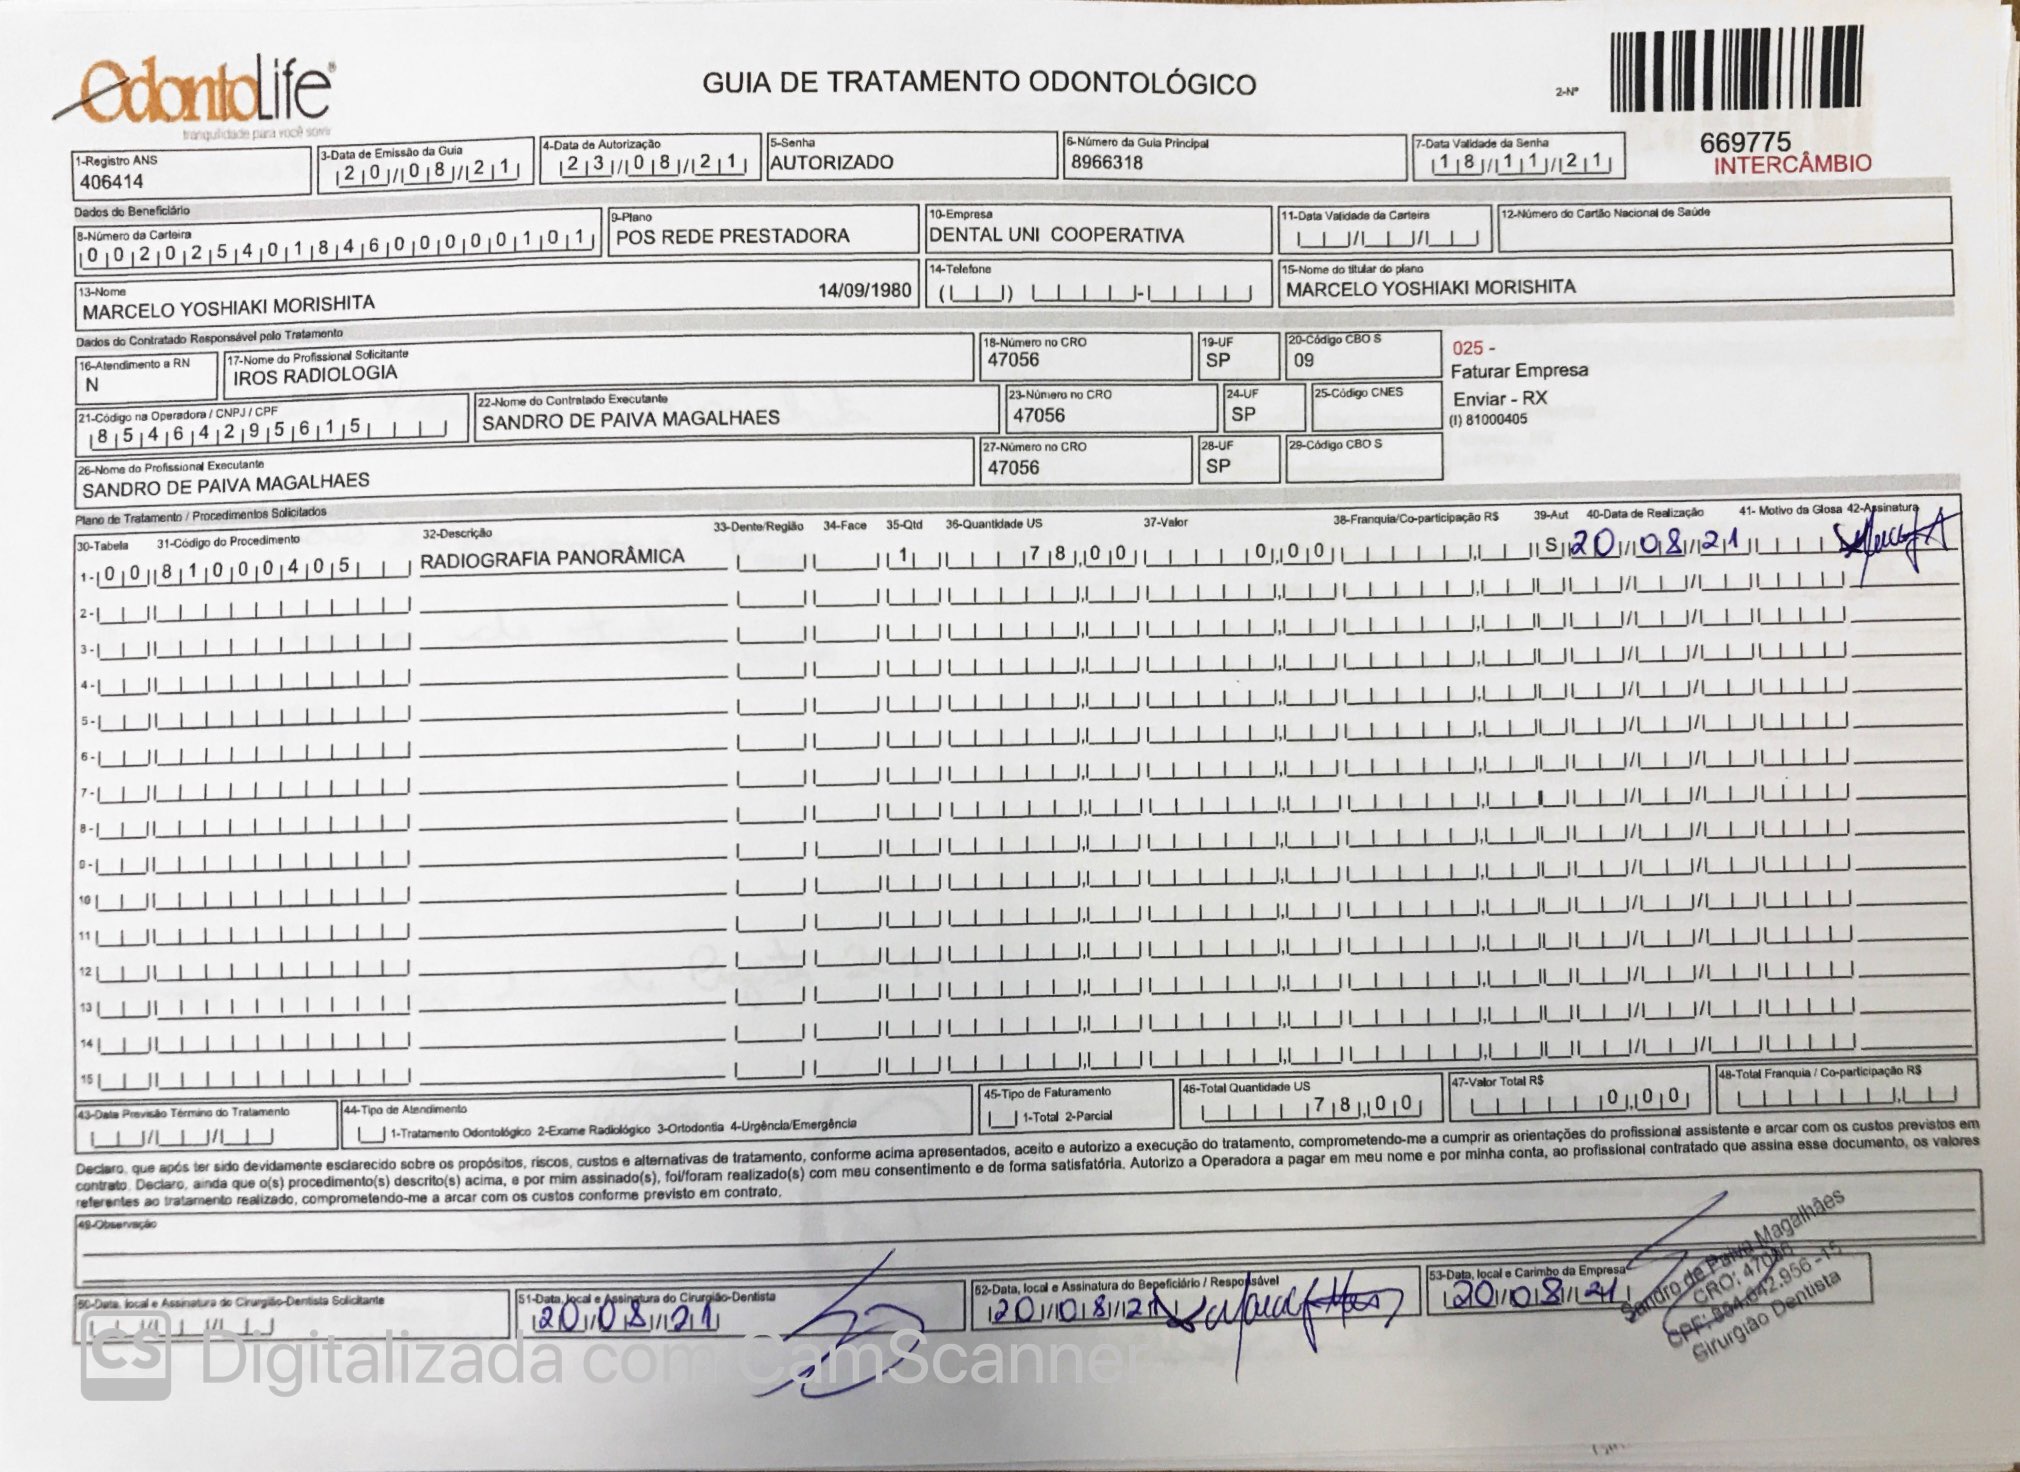 OdontoLife®
tranquilidade para você sorrir
GUIA DE TRATAMENTO ODONTOLÓGICO
2-Nº
669775
INTERCÂMBIO
1-Registro ANS
406414
3-Data de Emissão da Guia
20/08/21
4-Data de Autorização
23/08/21
5-Senha
AUTORIZADO
6-Número da Guia Principal
8966318
7-Data Validade da Senha
18/11/21
Dados do Beneficiário
8-Número da Carteira
00202540184600000101
9-Plano
POS REDE PRESTADORA
10-Empresa
DENTAL UNI COOPERATIVA
11-Data Validade da Carteira
12-Número do Cartão Nacional de Saúde
13-Nome
MARCELO YOSHIAKI MORISHITA 14/09/1980
14-Telefone
15-Nome do titular do plano
MARCELO YOSHIAKI MORISHITA
Dados do Contratado Responsável pelo Tratamento
16-Atendimento a RN
N
17-Nome do Profissional Solicitante
IROS RADIOLOGIA
18-Número no CRO
47056
19-UF
SP
20-Código CBO S
09
025 -
Faturar Empresa
Enviar - RX
(I) 81000405
21-Código na Operadora / CNPJ / CPF
85464295615
22-Nome do Contratado Executante
SANDRO DE PAIVA MAGALHAES
23-Número no CRO
47056
24-UF
SP
25-Código CNES
26-Nome do Profissional Executante
SANDRO DE PAIVA MAGALHAES
27-Número no CRO
47056
28-UF
SP
29-Código CBO S
Plano de Tratamento / Procedimentos Solicitados
30-Tabela 31-Código do Procedimento 32-Descrição 33-Dente/Região 34-Face 35-Qtd 36-Quantidade US 37-Valor 38-Franquia/Co-participação R$ 39-Aut 40-Data de Realização 41- Motivo da Glosa 42-Assinatura
1- 00 81000405 RADIOGRAFIA PANORÂMICA 1 78,00 0,00 S 20/08/21
2-
3-
4-
5-
6-
7-
8-
9-
10
11
12
13
14
15
43-Data Previsão Término do Tratamento
44-Tipo de Atendimento
1-Tratamento Odontológico 2-Exame Radiológico 3-Ortodontia 4-Urgência/Emergência
45-Tipo de Faturamento
1-Total 2-Parcial
46-Total Quantidade US
78,00
47-Valor Total R$
0,00
48-Total Franquia / Co-participação R$
Declaro, que após ter sido devidamente esclarecido sobre os propósitos, riscos, custos e alternativas de tratamento, conforme acima apresentados, aceito e autorizo a execução do tratamento, comprometendo-me a cumprir as orientações do profissional assistente e arcar com os custos previstos em
contrato. Declaro, ainda que o(s) procedimento(s) descrito(s) acima, e por mim assinado(s), foi/foram realizado(s) com meu consentimento e de forma satisfatória. Autorizo a Operadora a pagar em meu nome e por minha conta, ao profissional contratado que assina esse documento, os valores
referentes ao tratamento realizado, comprometendo-me a arcar com os custos conforme previsto em contrato.
49-Observação
50-Data, local e Assinatura do Cirurgião-Dentista Solicitante
51-Data, local e Assinatura do Cirurgião-Dentista
20/08/21
52-Data, local e Assinatura do Beneficiário / Responsável
20/08/21
53-Data, local e Carimbo da Empresa
20/08/21
Sandro de Paiva Magalhães
CRO: 47056
Cirurgião Dentista
CS Digitalizada com CamScanner